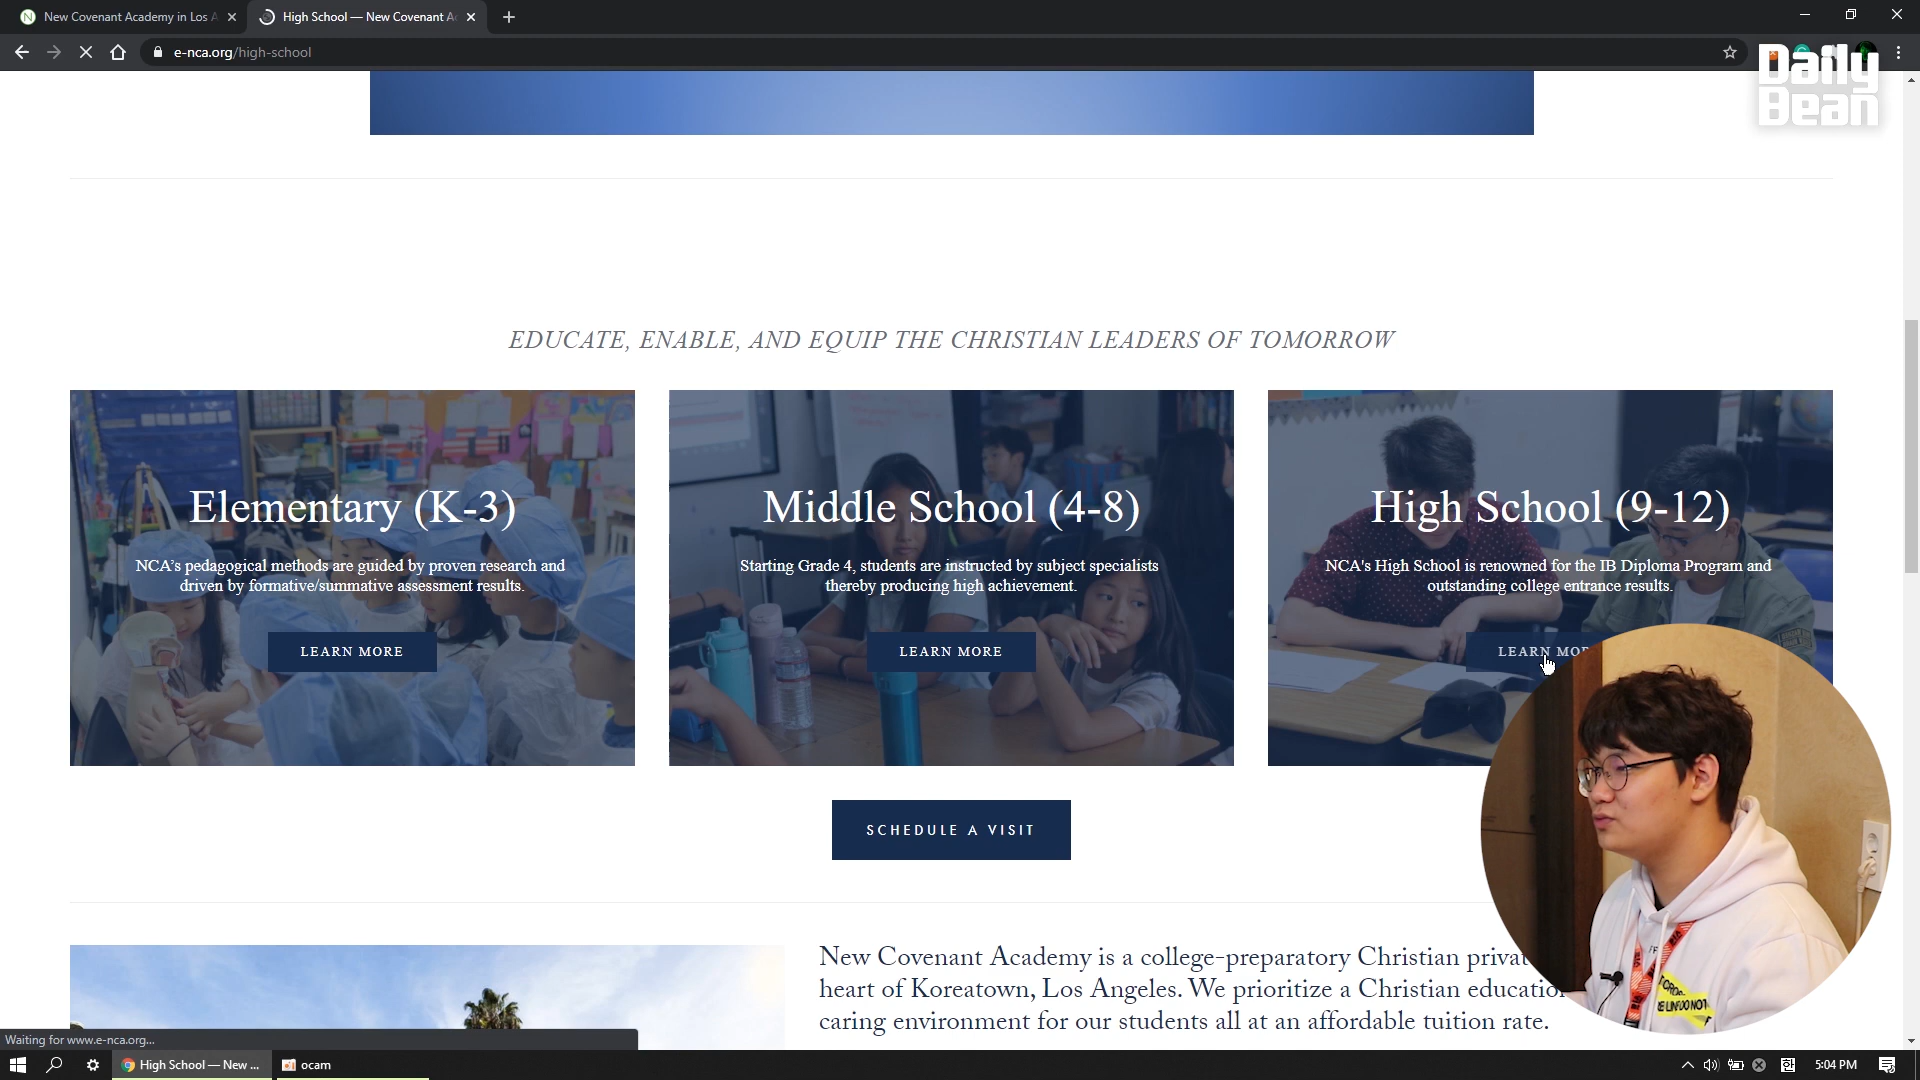 New Covenant Academy in Los A
High School — New Covenant Ac
e-nca.org/high-school
Daily
Bean
EDUCATE, ENABLE, AND EQUIP THE CHRISTIAN LEADERS OF TOMORROW
Elementary (K-3)
NCA's pedagogical methods are guided by proven research and
driven by formative/summative assessment results.
LEARN MORE
Middle School (4-8)
Starting Grade 4, students are instructed by subject specialists
thereby producing high achievement.
LEARN MORE
High School (9-12)
NCA's High School is renowned for the IB Diploma Program and
outstanding college entrance results.
LEARN MOR
SCHEDULE A VISIT
New Covenant Academy is a college-preparatory Christian privat
heart of Koreatown, Los Angeles. We prioritize a Christian educatio
caring environment for our students all at an affordable tuition rate.
Waiting for www.e-nca.org...
High School — New ...
ocam
5:04 PM